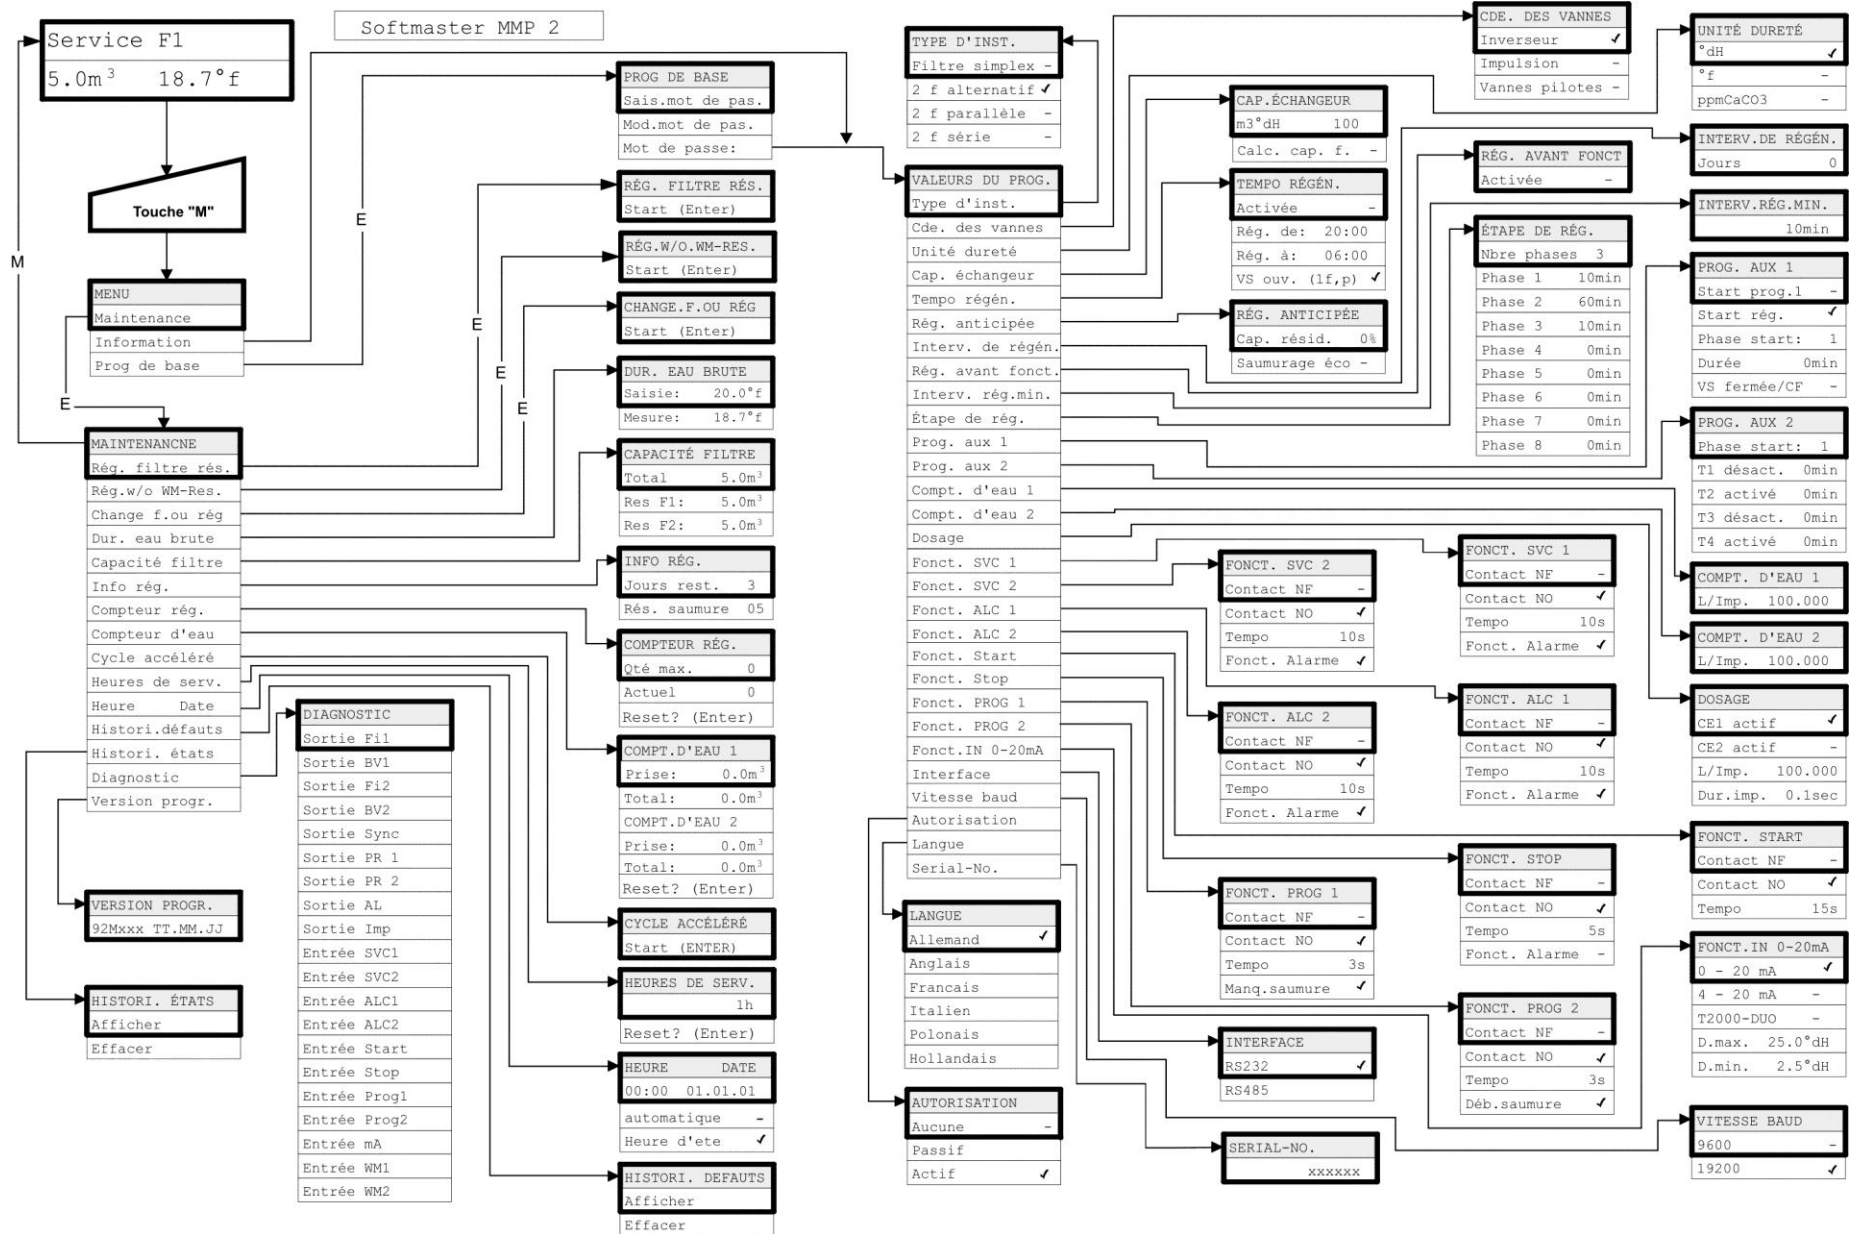 Softmaster MMP 2
Service F1
5.0m³ 18.7°f
Touche "M"
M
E
E
E
E
E
E
MENU
Maintenance
Information
Prog de base
MAINTENANCNE
Rég. filtre rés.
Rég.w/o WM-Res.
Change f.ou rég
Dur. eau brute
Capacité filtre
Info rég.
Compteur rég.
Compteur d'eau
Cycle accéléré
Heures de serv.
Heure Date
Histori.défauts
Histori. états
Diagnostic
Version progr.
VERSION PROGR.
92Mxxx TT.MM.JJ
HISTORI. ÉTATS
Afficher
Effacer
DIAGNOSTIC
Sortie Fi1
Sortie BV1
Sortie Fi2
Sortie BV2
Sortie Sync
Sortie PR 1
Sortie PR 2
Sortie AL
Sortie Imp
Entrée SVC1
Entrée SVC2
Entrée ALC1
Entrée ALC2
Entrée Start
Entrée Stop
Entrée Prog1
Entrée Prog2
Entrée mA
Entrée WM1
Entrée WM2
PROG DE BASE
Sais.mot de pas.
Mod.mot de pas.
Mot de passe:
RÉG. FILTRE RÉS.
Start (Enter)
RÉG.W/O.WM-RES.
Start (Enter)
CHANGE.F.OU RÉG
Start (Enter)
DUR. EAU BRUTE
Saisie: 20.0°f
Mesure: 18.7°f
CAPACITÉ FILTRE
Total 5.0m³
Res F1: 5.0m³
Res F2: 5.0m³
INFO RÉG.
Jours rest. 3
Rés. saumure 05
COMPTEUR RÉG.
Qté max. 0
Actuel 0
Reset? (Enter)
COMPT.D'EAU 1
Prise: 0.0m³
Total: 0.0m³
COMPT.D'EAU 2
Prise: 0.0m³
Total: 0.0m³
Reset? (Enter)
CYCLE ACCÉLÉRÉ
Start (ENTER)
HEURES DE SERV.
1h
Reset? (Enter)
HEURE DATE
00:00 01.01.01
automatique -
Heure d'ete ✓
HISTORI. DEFAUTS
Afficher
Effacer
TYPE D'INST.
Filtre simplex -
2 f alternatif ✓
2 f parallèle -
2 f série -
VALEURS DU PROG.
Type d'inst.
Cde. des vannes
Unité dureté
Cap. échangeur
Tempo régén.
Rég. anticipée
Interv. de régén.
Rég. avant fonct.
Interv. rég.min.
Étape de rég.
Prog. aux 1
Prog. aux 2
Compt. d'eau 1
Compt. d'eau 2
Dosage
Fonct. SVC 1
Fonct. SVC 2
Fonct. ALC 1
Fonct. ALC 2
Fonct. Start
Fonct. Stop
Fonct. PROG 1
Fonct. PROG 2
Fonct.IN 0-20mA
Interface
Vitesse baud
Autorisation
Langue
Serial-No.
LANGUE
Allemand ✓
Anglais
Francais
Italien
Polonais
Hollandais
AUTORISATION
Aucune -
Passif
Actif ✓
CAP.ÉCHANGEUR
m3°dH 100
Calc. cap. f. -
TEMPO RÉGÉN.
Activée -
Rég. de: 20:00
Rég. à: 06:00
VS ouv. (1f,p) ✓
RÉG. ANTICIPÉE
Cap. résid. 0%
Saumurage éco -
FONCT. SVC 2
Contact NF -
Contact NO ✓
Tempo 10s
Fonct. Alarme ✓
FONCT. ALC 2
Contact NF -
Contact NO ✓
Tempo 10s
Fonct. Alarme ✓
FONCT. PROG 1
Contact NF -
Contact NO ✓
Tempo 3s
Manq.saumure ✓
INTERFACE
RS232 ✓
RS485
SERIAL-NO.
xxxxxx
CDE. DES VANNES
Inverseur ✓
Impulsion -
Vannes pilotes -
RÉG. AVANT FONCT
Activée -
ÉTAPE DE RÉG.
Nbre phases 3
Phase 1 10min
Phase 2 60min
Phase 3 10min
Phase 4 0min
Phase 5 0min
Phase 6 0min
Phase 7 0min
Phase 8 0min
FONCT. SVC 1
Contact NF -
Contact NO ✓
Tempo 10s
Fonct. Alarme ✓
FONCT. ALC 1
Contact NF -
Contact NO ✓
Tempo 10s
Fonct. Alarme ✓
FONCT. STOP
Contact NF -
Contact NO ✓
Tempo 5s
Fonct. Alarme -
FONCT. PROG 2
Contact NF -
Contact NO ✓
Tempo 3s
Déb.saumure ✓
UNITÉ DURETÉ
°dH ✓
°f -
ppmCaCO3 -
INTERV.DE RÉGÉN.
Jours 0
INTERV.RÉG.MIN.
10min
PROG. AUX 1
Start prog.1 -
Start rég. ✓
Phase start: 1
Durée 0min
VS fermée/CF -
PROG. AUX 2
Phase start: 1
T1 désact. 0min
T2 activé 0min
T3 désact. 0min
T4 activé 0min
COMPT. D'EAU 1
L/Imp. 100.000
COMPT. D'EAU 2
L/Imp. 100.000
DOSAGE
CE1 actif ✓
CE2 actif -
L/Imp. 100.000
Dur.imp. 0.1sec
FONCT. START
Contact NF -
Contact NO ✓
Tempo 15s
FONCT.IN 0-20mA
0 - 20 mA ✓
4 - 20 mA -
T2000-DUO -
D.max. 25.0°dH
D.min. 2.5°dH
VITESSE BAUD
9600 -
19200 ✓